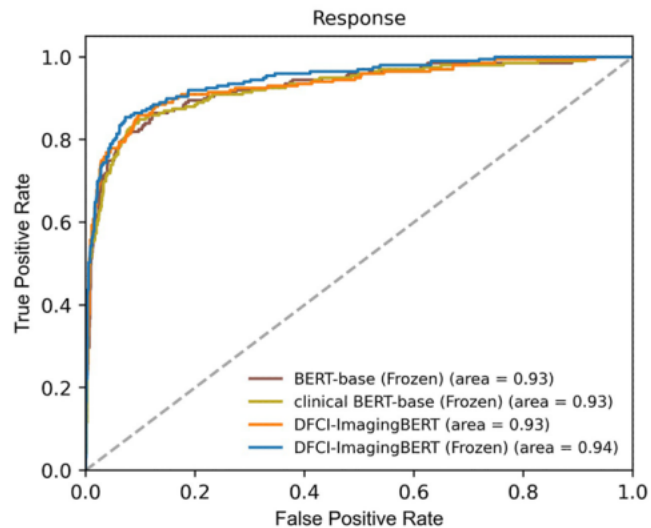 Response
1.0
0.8
0.6
0.4
0.2
0.0
True Positive Rate
BERT-base (Frozen) (area = 0.93)
clinical BERT-base (Frozen) (area = 0.93)
DFCI-ImagingBERT (area = 0.93)
DFCI-ImagingBERT (Frozen) (area = 0.94)
0.0 0.2 0.4 0.6 0.8 1.0
False Positive Rate